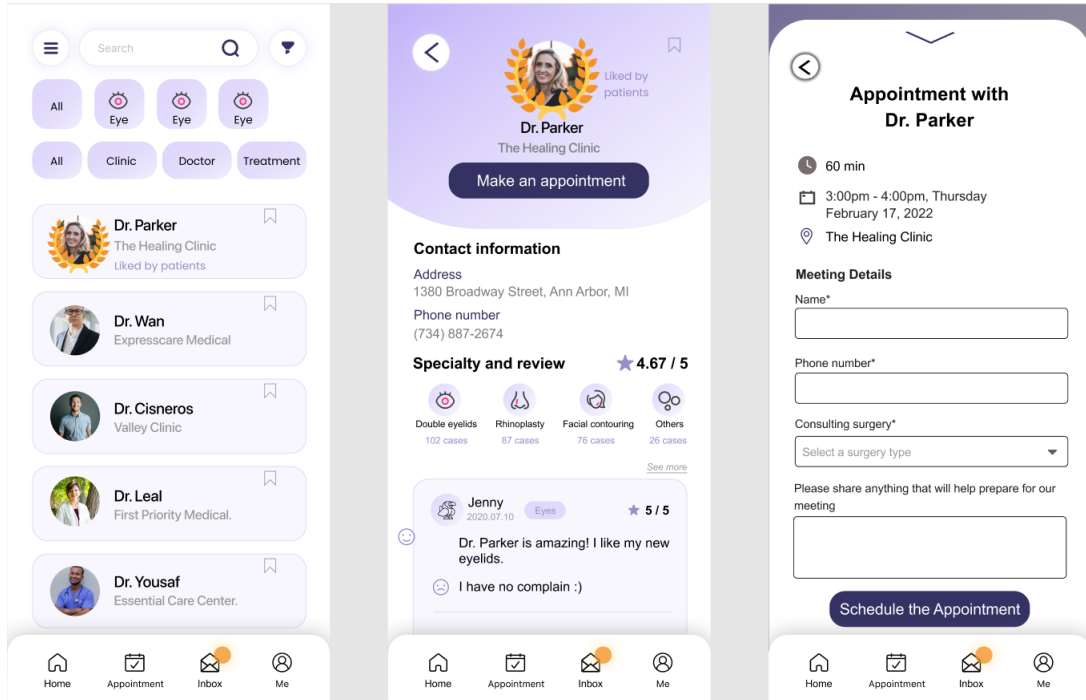 Search
All
Eye
Eye
Eye
All
Clinic
Doctor
Treatment
Dr. Parker
The Healing Clinic
Liked by patients
Dr. Wan
Expresscare Medical
Dr. Cisneros
Valley Clinic
Dr. Leal
First Priority Medical.
Dr. Yousaf
Essential Care Center.
Home
Appointment
Inbox
Me
Liked by
patients
Dr. Parker
The Healing Clinic
Make an appointment
Contact information
Address
1380 Broadway Street, Ann Arbor, MI
Phone number
(734) 887-2674
Specialty and review
4.67 / 5
Double eyelids
Rhinoplasty
Facial contouring
Others
102 cases
87 cases
76 cases
26 cases
See more
Jenny
2020.07.10
Eyes
5 / 5
Dr. Parker is amazing! I like my new
eyelids.
I have no complain :)
Home
Appointment
Inbox
Me
Appointment with
Dr. Parker
60 min
3:00pm - 4:00pm, Thursday
February 17, 2022
The Healing Clinic
Meeting Details
Name*
Phone number*
Consulting surgery*
Select a surgery type
Please share anything that will help prepare for our
meeting
Schedule the Appointment
Home
Appointment
Inbox
Me